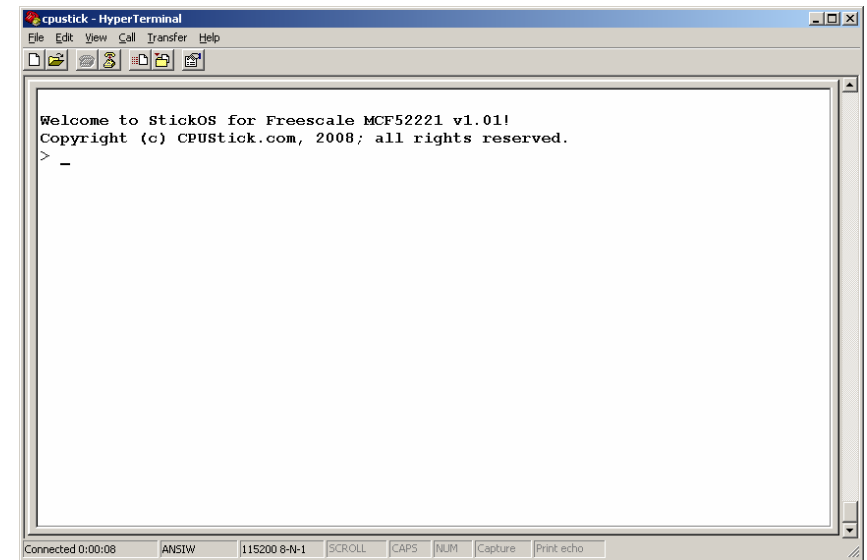 cpustick - HyperTerminal
File Edit View Call Transfer Help
Welcome to StickOS for Freescale MCF52221 v1.01!
Copyright (c) CPUStick.com, 2008; all rights reserved.
> _
Connected 0:00:08 ANSIW 115200 8-N-1 SCROLL CAPS NUM Capture Print echo